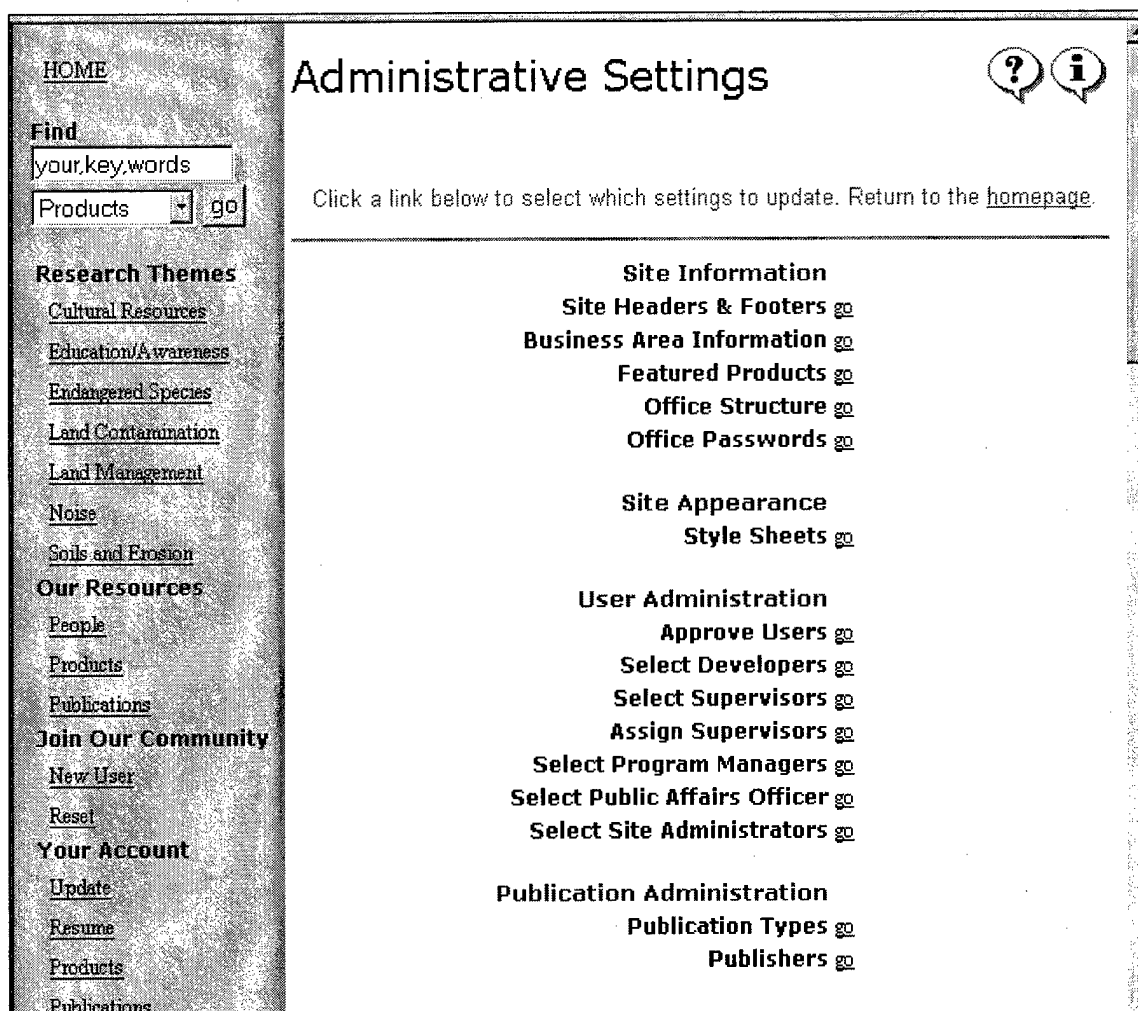 HOME
Find
your,key,words
Products go
Research Themes
Cultural Resources
Education/Awareness
Endangered Species
Land Contamination
Land Management
Noise
Soils and Erosion
Our Resources
People
Products
Publications
Join Our Community
New User
Reset
Your Account
Update
Resume
Products
Publications
Administrative Settings
? i
Click a link below to select which settings to update. Return to the homepage.
Site Information
Site Headers & Footers go
Business Area Information go
Featured Products go
Office Structure go
Office Passwords go
Site Appearance
Style Sheets go
User Administration
Approve Users go
Select Developers go
Select Supervisors go
Assign Supervisors go
Select Program Managers go
Select Public Affairs Officer go
Select Site Administrators go
Publication Administration
Publication Types go
Publishers go